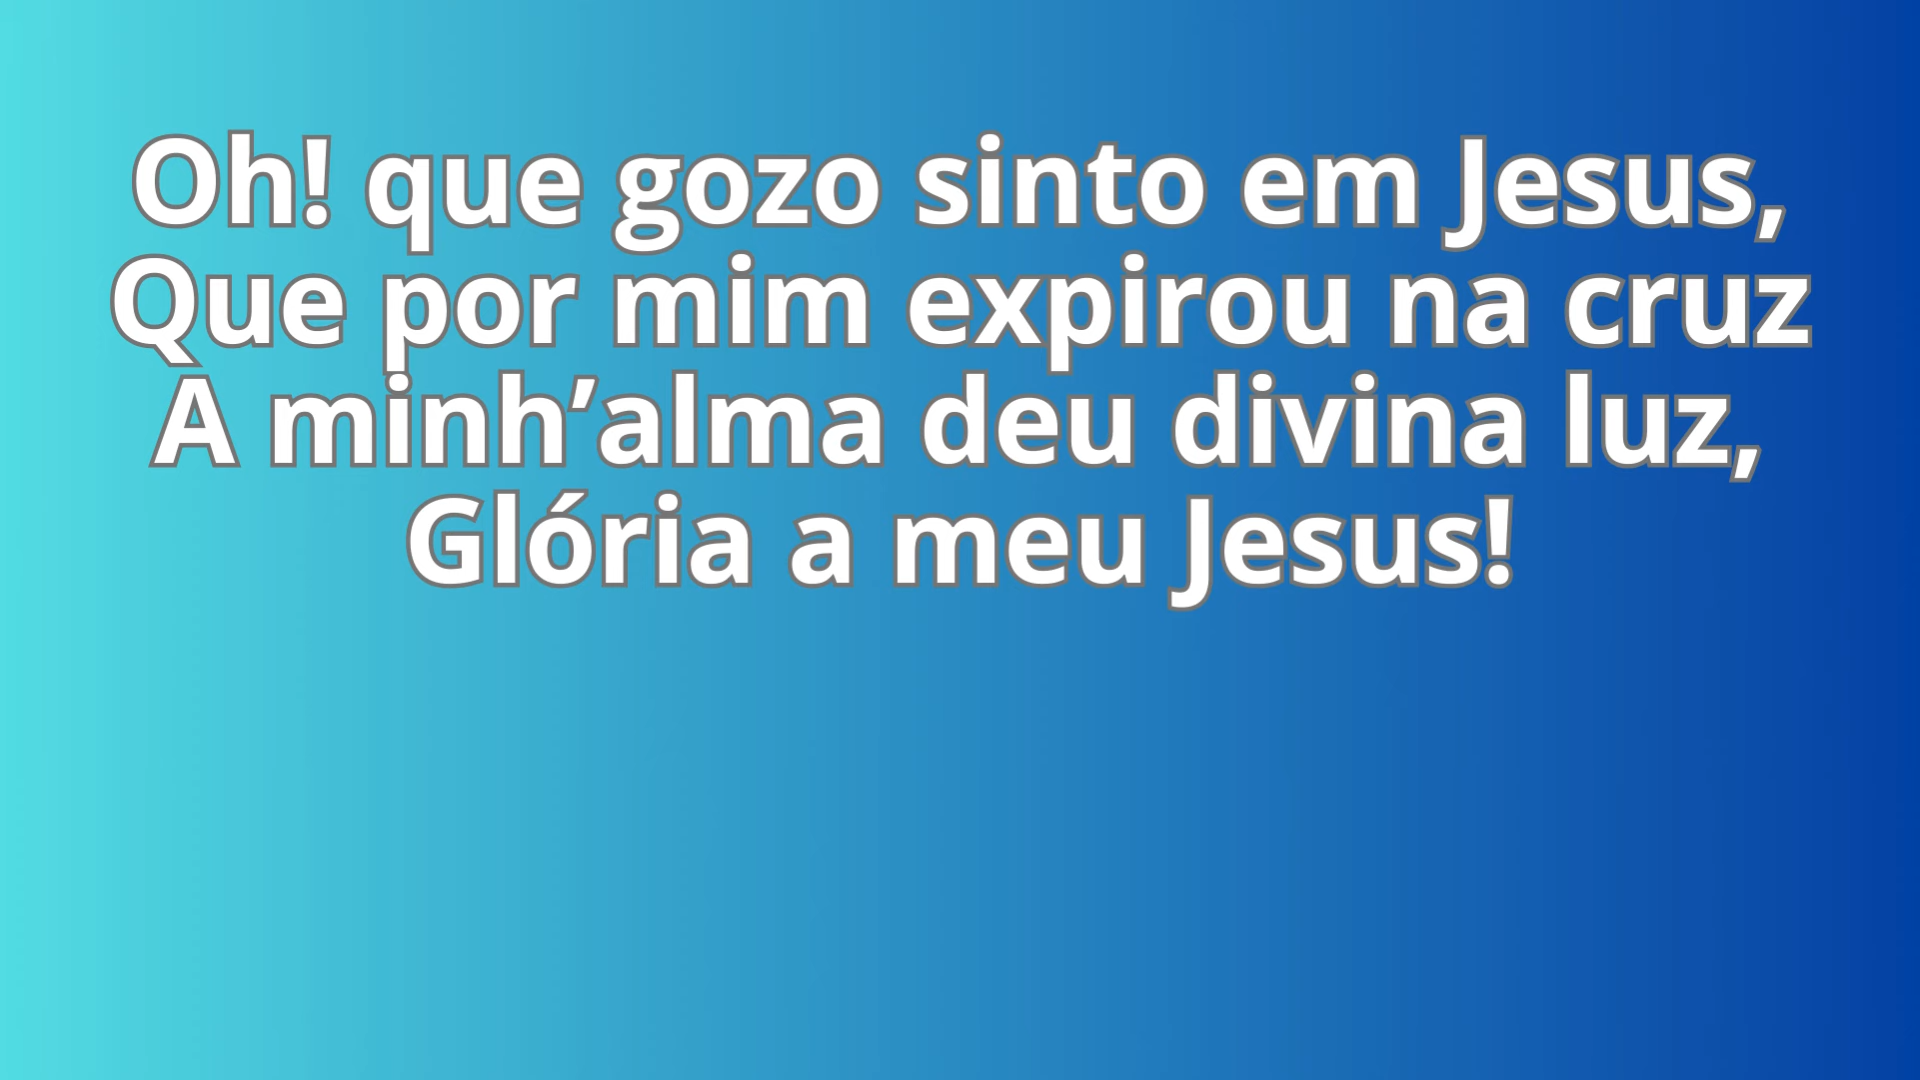 Oh! que gozo sinto em Jesus,
Que por mim expirou na cruz
A minh’alma deu divina luz,
Glória a meu Jesus!